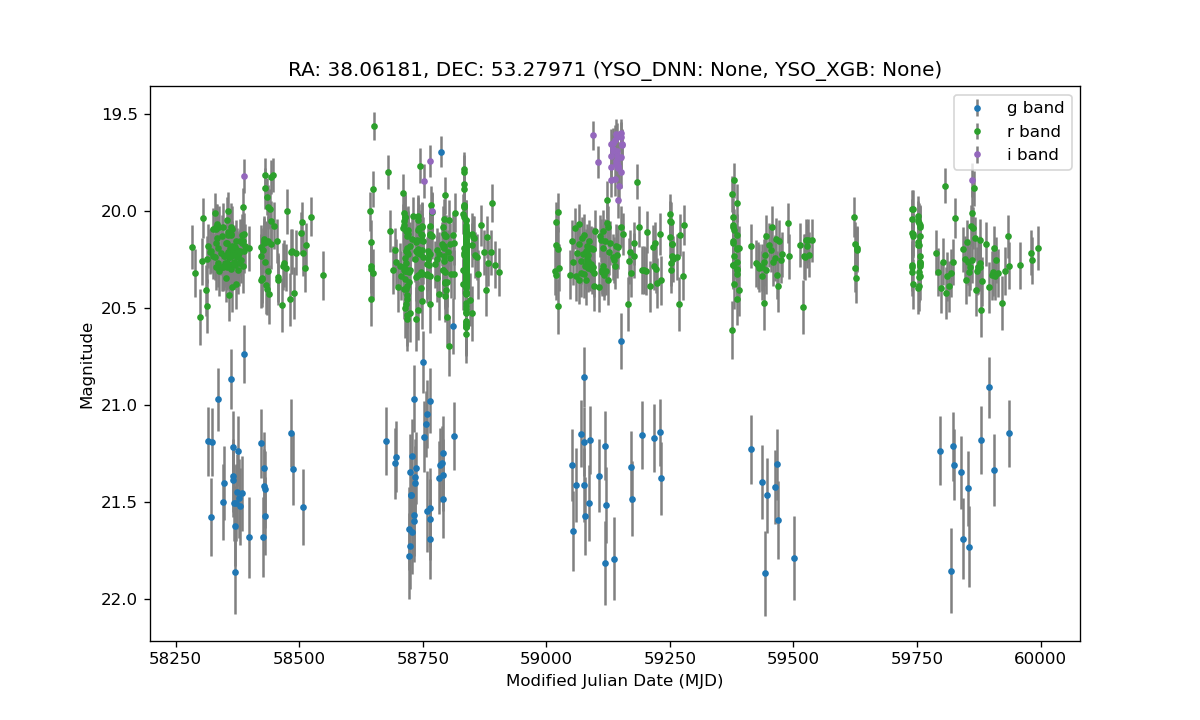 RA: 38.06181, DEC: 53.27971 (YSO_DNN: None, YSO_XGB: None)
g band
r band
i band
19.5
20.0
20.5
21.0
21.5
22.0
Magnitude
58250 58500 58750 59000 59250 59500 59750 60000
Modified Julian Date (MJD)